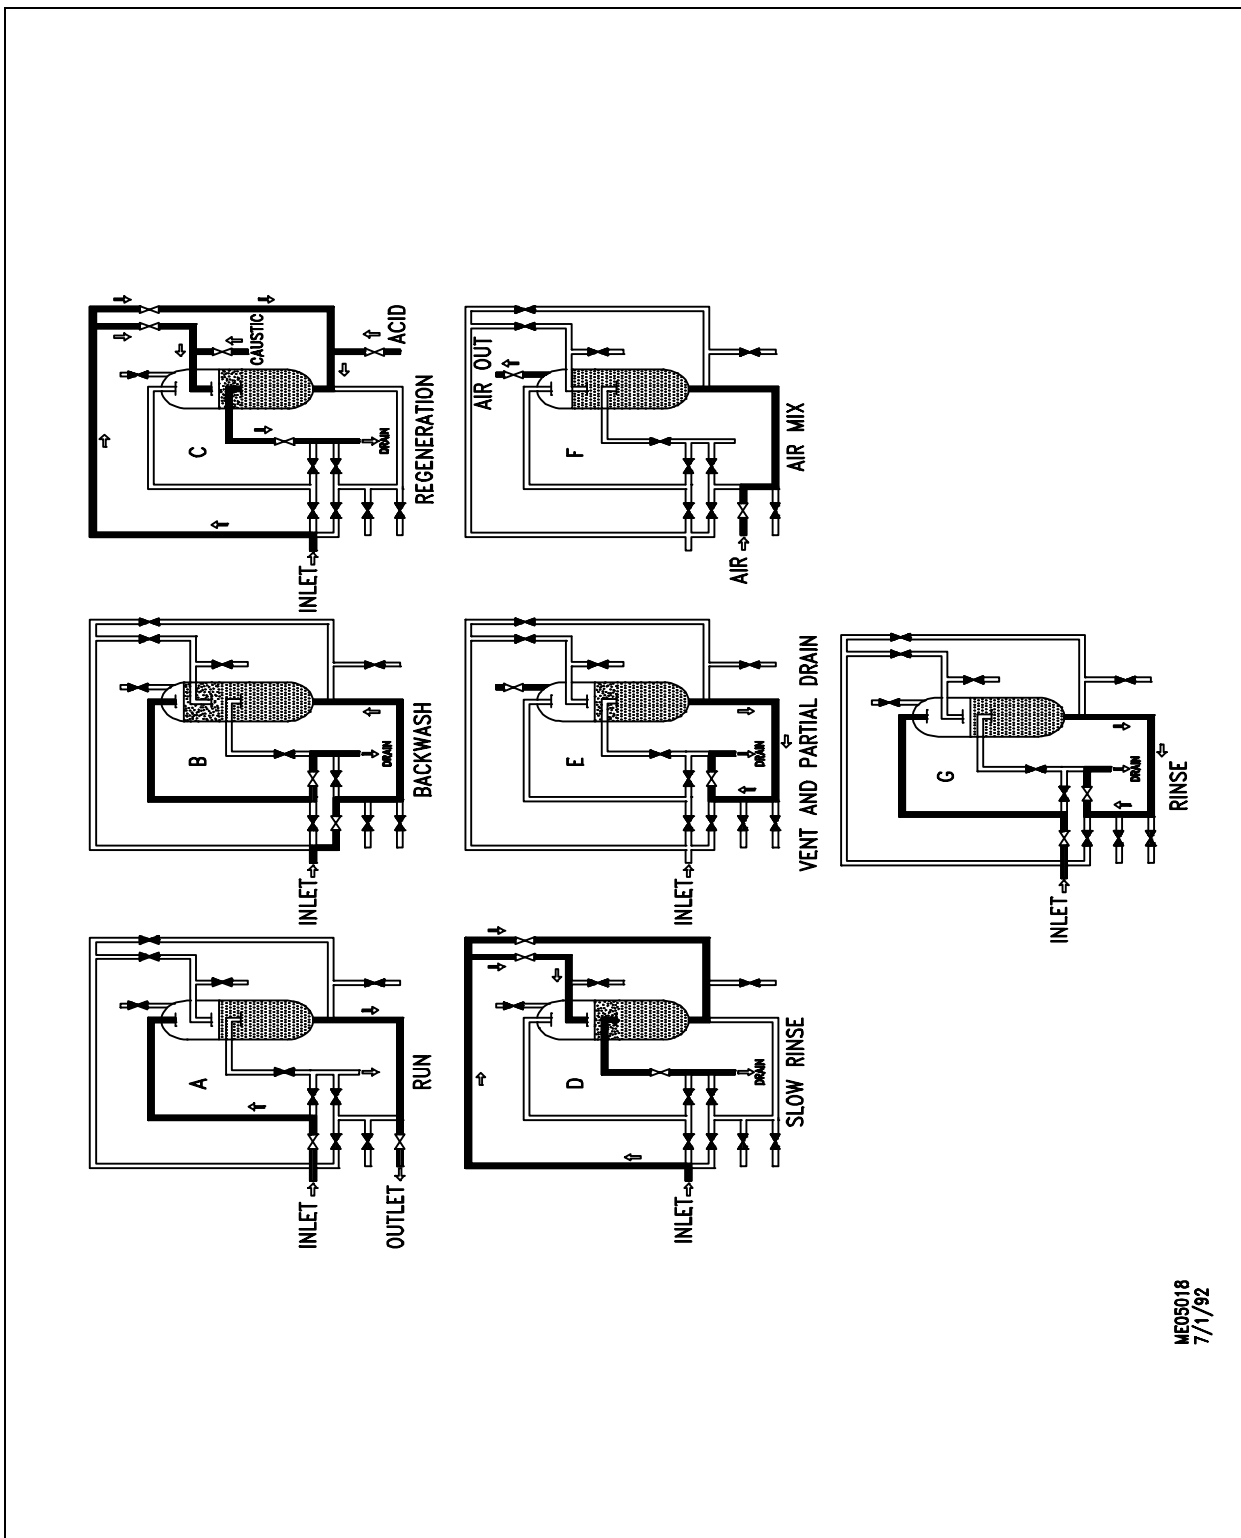 A
INLET
OUTLET
RUN
B
INLET
DRAIN
BACKWASH
C
CAUSTIC
INLET
DRAIN
ACID
REGENERATION
D
INLET
DRAIN
SLOW RINSE
E
INLET
DRAIN
VENT AND PARTIAL DRAIN
AIR OUT
F
AIR
AIR MIX
G
INLET
DRAIN
RINSE
ME05018
7/1/92